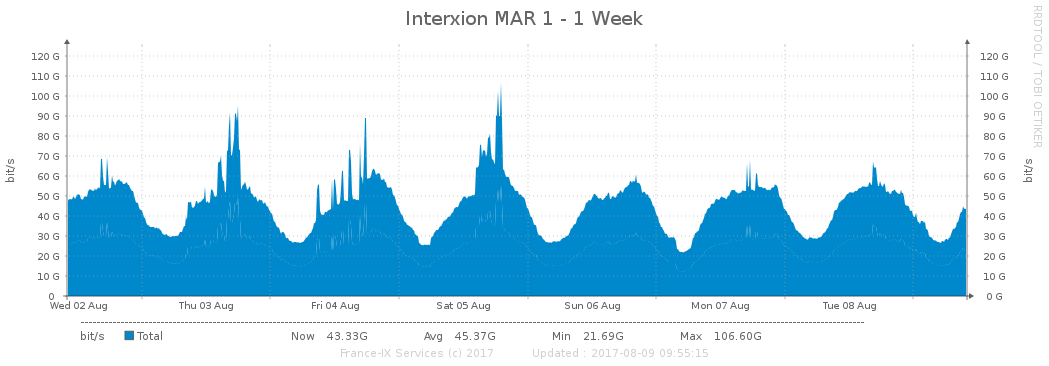 Interxion MAR 1 - 1 Week
RRDTOOL / TOBI OETIKER
bit/s
120 G 120 G
110 G 110 G
100 G 100 G
90 G 90 G
80 G 80 G
70 G 70 G
60 G 60 G
50 G 50 G
40 G 40 G
30 G 30 G
20 G 20 G
10 G 10 G
0 0 G
bit/s
Wed 02 Aug Thu 03 Aug Fri 04 Aug Sat 05 Aug Sun 06 Aug Mon 07 Aug Tue 08 Aug
bit/s Total Now 43.33G Avg 45.37G Min 21.69G Max 106.60G
France-IX Services (c) 2017 Updated : 2017-08-09 09:55:15